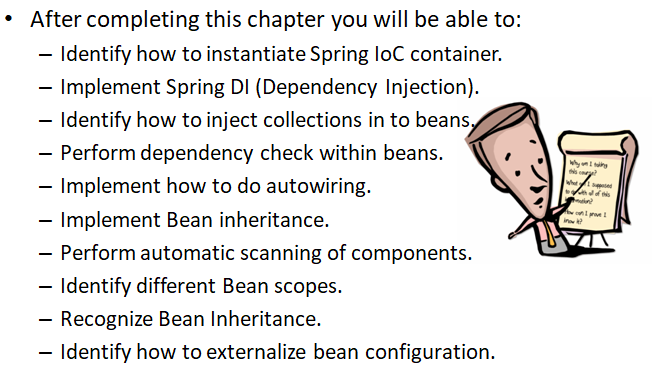 • After completing this chapter you will be able to:
– Identify how to instantiate Spring IoC container.
– Implement Spring DI (Dependency Injection).
– Identify how to inject collections in to beans.
– Perform dependency check within beans.
– Implement how to do autowiring.
– Implement Bean inheritance.
– Perform automatic scanning of components.
– Identify different Bean scopes.
– Recognize Bean Inheritance.
– Identify how to externalize bean configuration.
Why am I taking
this course?
What I supposed
to do with all of this
How can I prove I
know it?